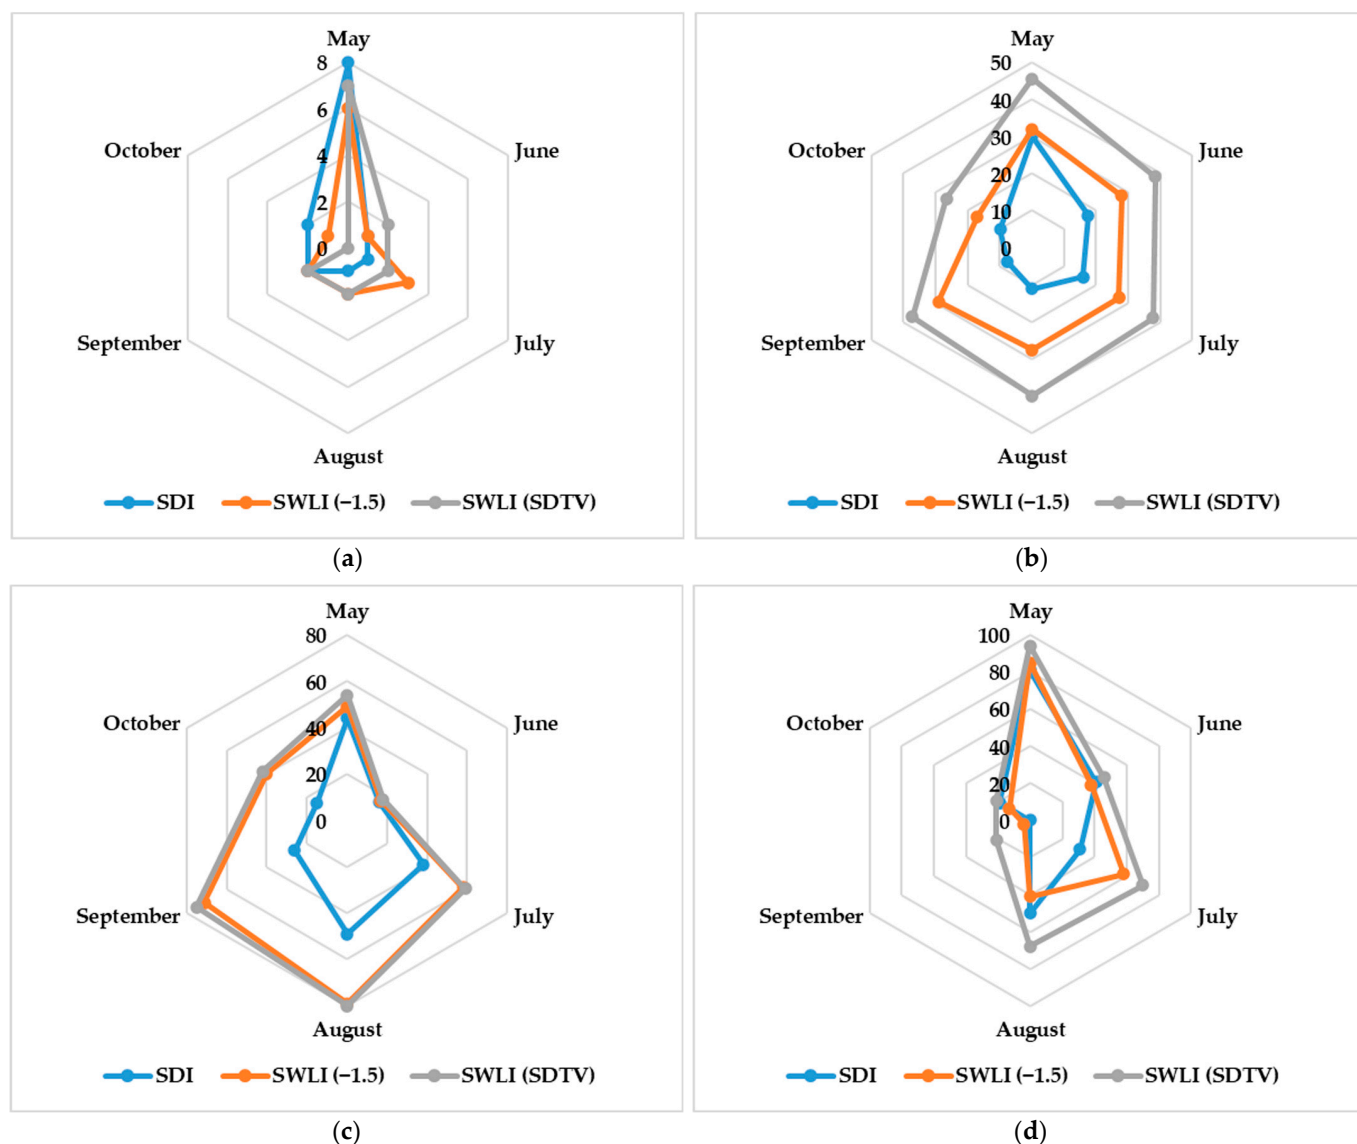 May
8
6
4
2
0
October
June
September
July
August
SDI SWLI (−1.5) SWLI (SDTV)
(a)
May
50
40
30
20
10
0
October
June
September
July
August
SDI SWLI (−1.5) SWLI (SDTV)
(b)
May
80
60
40
20
0
October
June
September
July
August
SDI SWLI (−1.5) SWLI (SDTV)
(c)
May
100
80
60
40
20
0
October
June
September
July
August
SDI SWLI (−1.5) SWLI (SDTV)
(d)